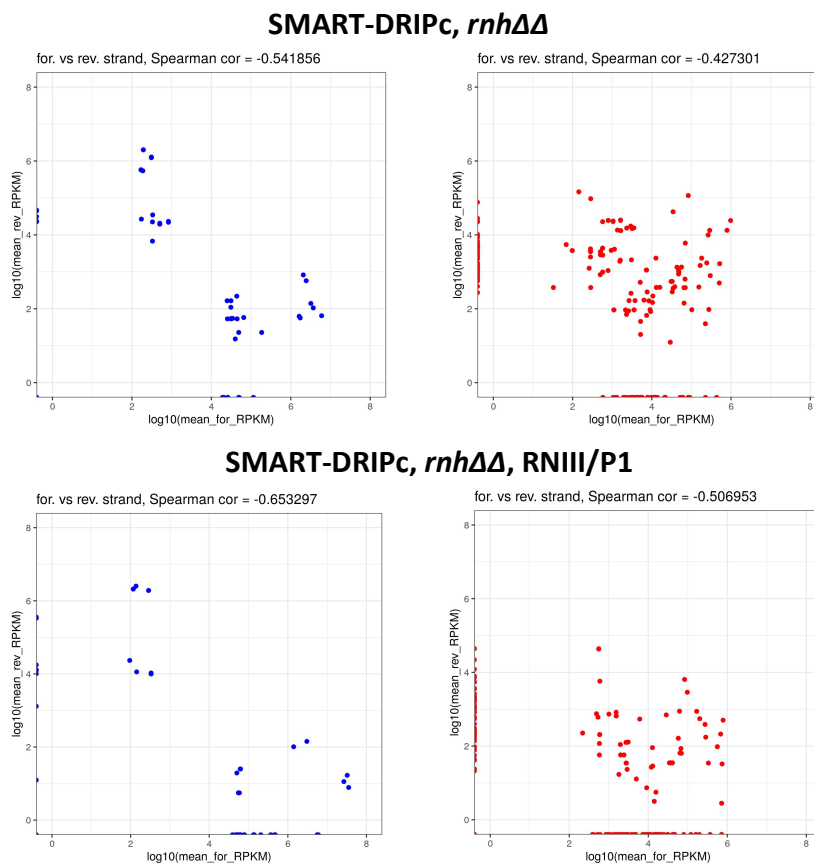 SMART-DRIPc, rnhΔΔ
for. vs rev. strand, Spearman cor = -0.541856
8
6
4
2
0
log10(mean_rev_RPKM)
0
2
4
6
8
log10(mean_for_RPKM)
for. vs rev. strand, Spearman cor = -0.427301
8
6
4
2
0
log10(mean_rev_RPKM)
0
2
4
6
8
log10(mean_for_RPKM)
SMART-DRIPc, rnhΔΔ, RNIII/P1
for. vs rev. strand, Spearman cor = -0.653297
8
6
4
2
0
log10(mean_rev_RPKM)
0
2
4
6
8
log10(mean_for_RPKM)
for. vs rev. strand, Spearman cor = -0.506953
8
6
4
2
0
log10(mean_rev_RPKM)
0
2
4
6
8
log10(mean_for_RPKM)